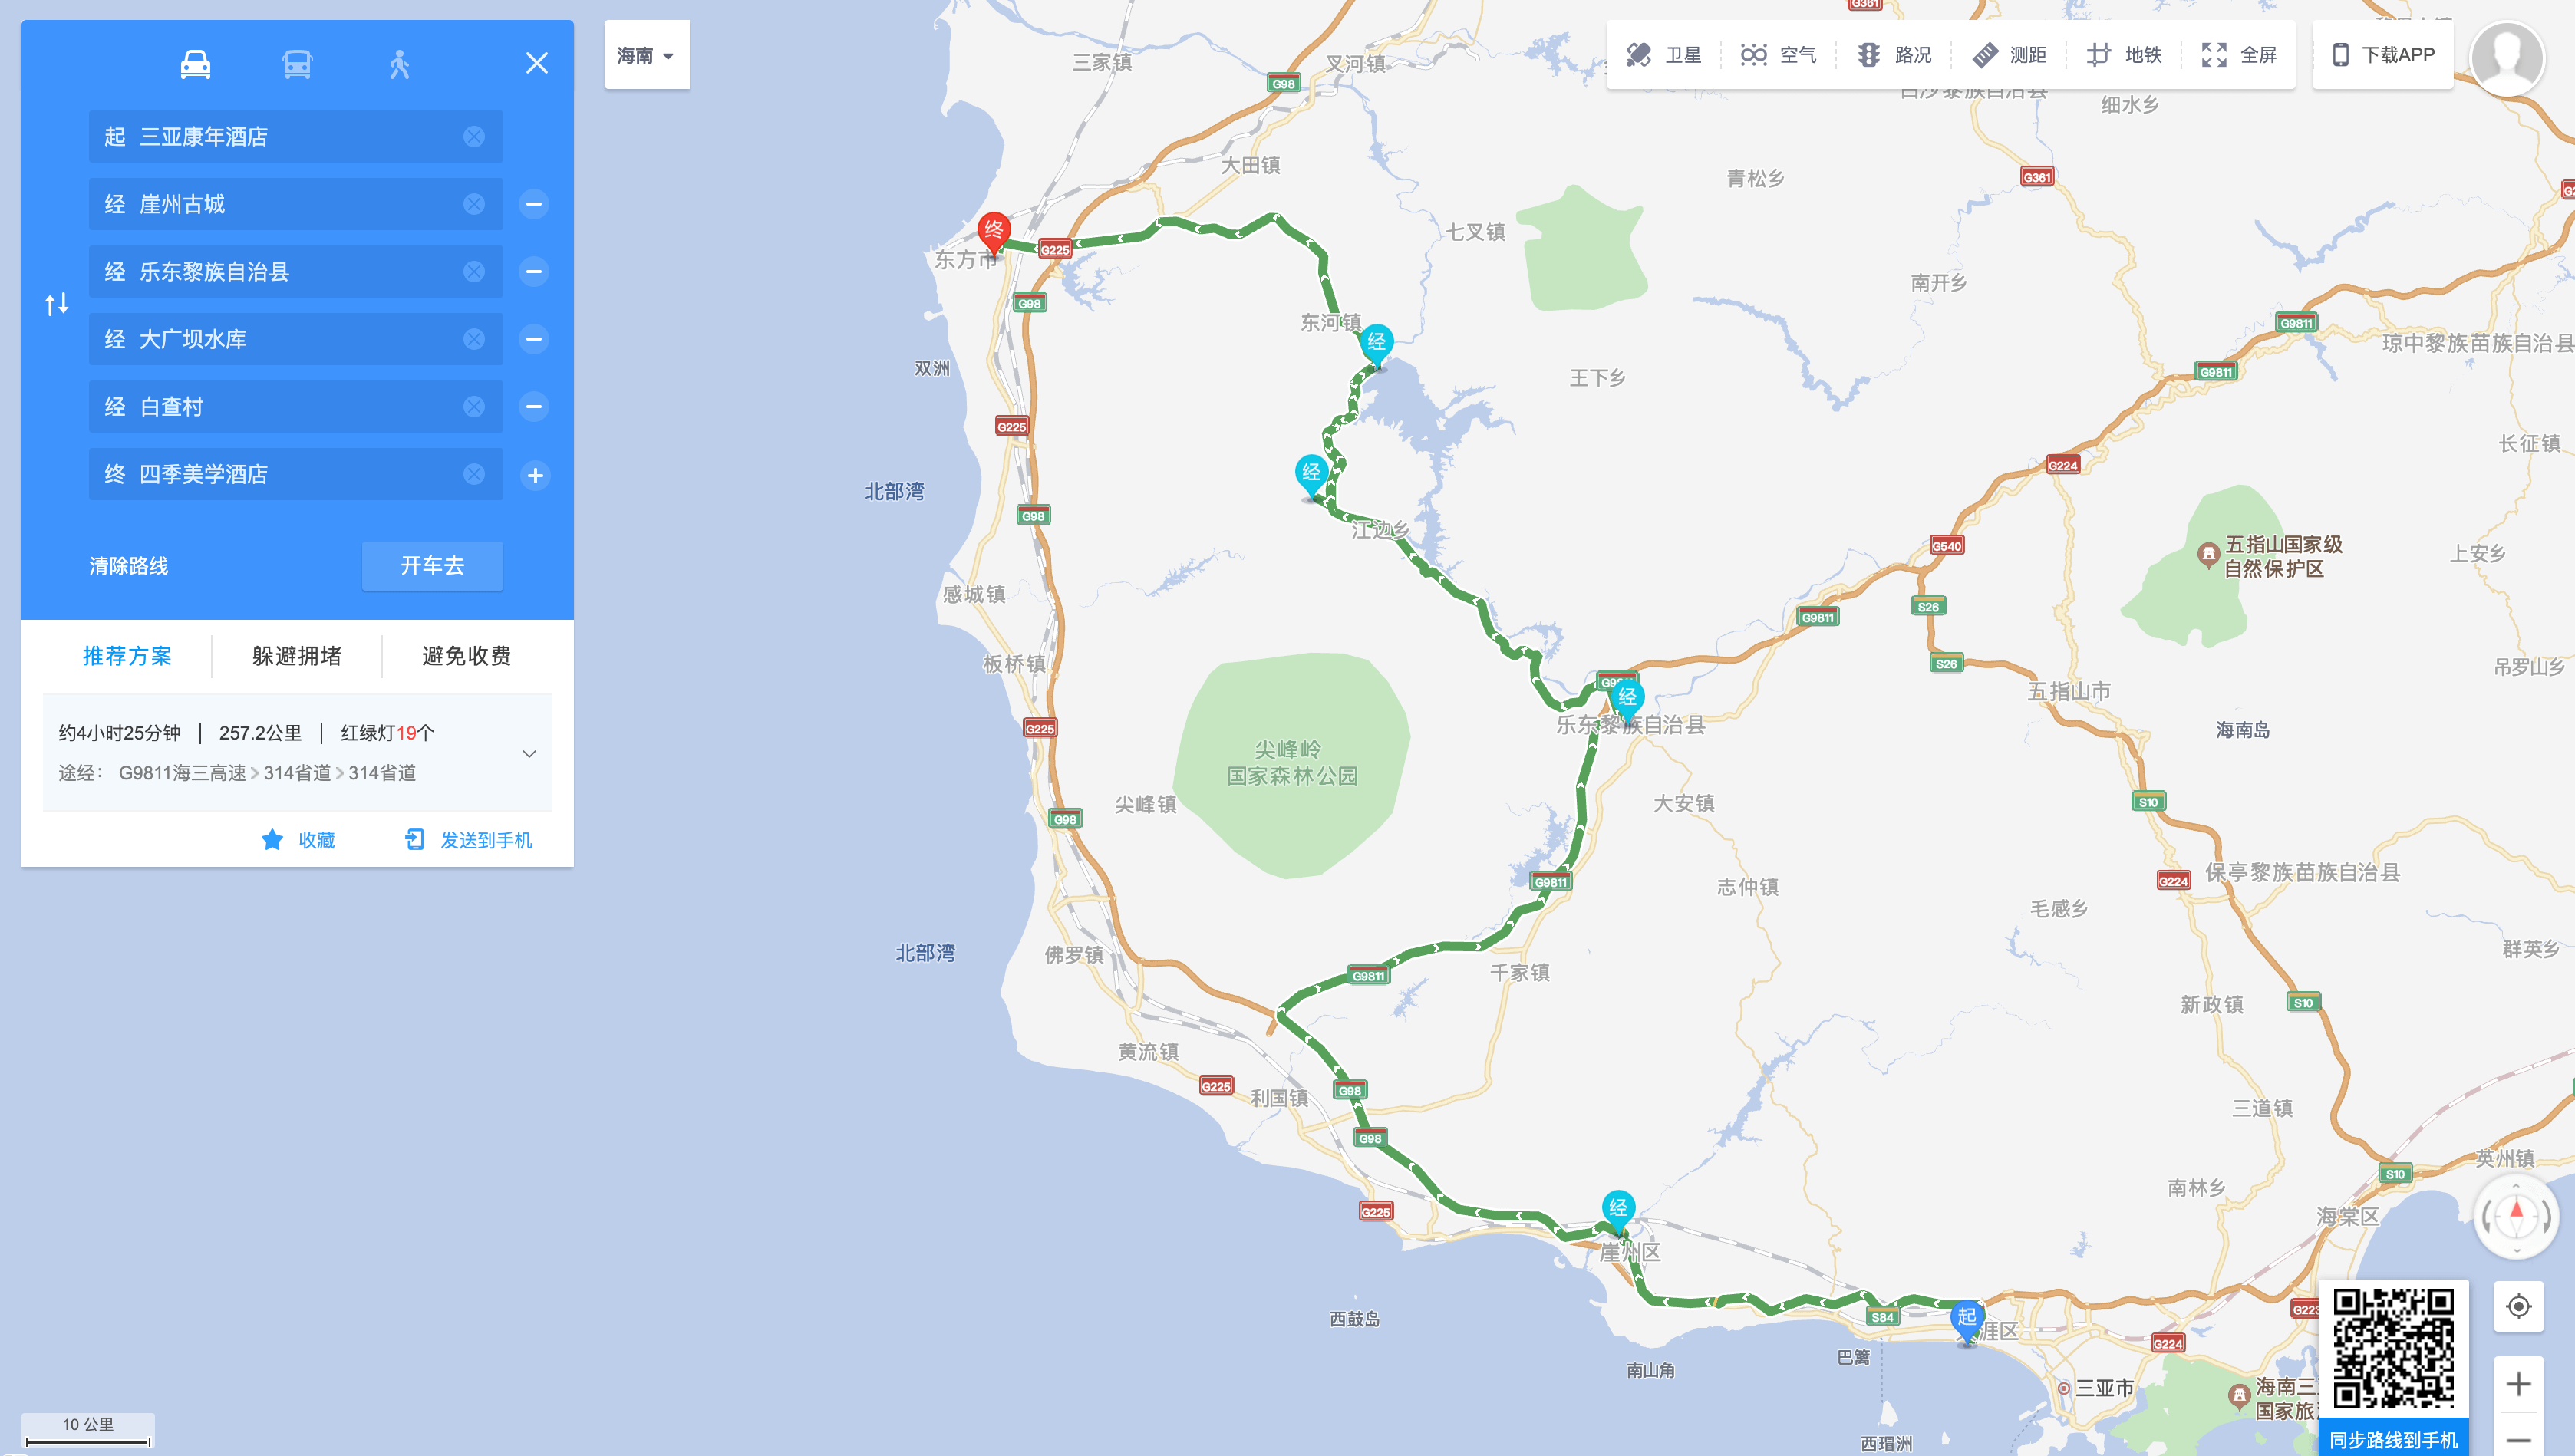 起 三亚康年酒店
经 崖州古城
经 乐东黎族自治县
经 大广坝水库
经 白查村
终 四季美学酒店
清除路线
开车去
推荐方案
躲避拥堵
避免收费
约4小时25分钟 | 257.2公里 | 红绿灯19个
途经： G9811海三高速 > 314省道 > 314省道
收藏
发送到手机
10 公里
海南
卫星
空气
路况
测距
地铁
全屏
下载APP
G361
三家镇
叉河镇
G98
白沙黎族自治县
细水乡
大田镇
青松乡
G361
终
七叉镇
东方市
G225
南开乡
G98
东河镇
经
G9811
琼中黎族苗族自治县
双洲
王下乡
G9811
G225
长征镇
经
G224
北部湾
G98
江边乡
G540
五指山国家级
自然保护区
上安乡
感城镇
S26
G9811
板桥镇
S26
吊罗山乡
经
五指山市
乐东黎族自治县
G225
海南岛
尖峰岭
国家森林公园
尖峰镇
大安镇
S10
G98
G9811
志仲镇
G224
保亭黎族苗族自治县
毛感乡
北部湾
佛罗镇
群英乡
G9811
千家镇
新政镇
S10
黄流镇
G225
利国镇
G98
三道镇
G98
英州镇
S10
南林乡
经
G225
海棠区
崖州区
西鼓岛
S84
起
涯区
G223
G224
南山角
巴篱
三亚市
海南三
国家旅
西瑁洲
同步路线到手机